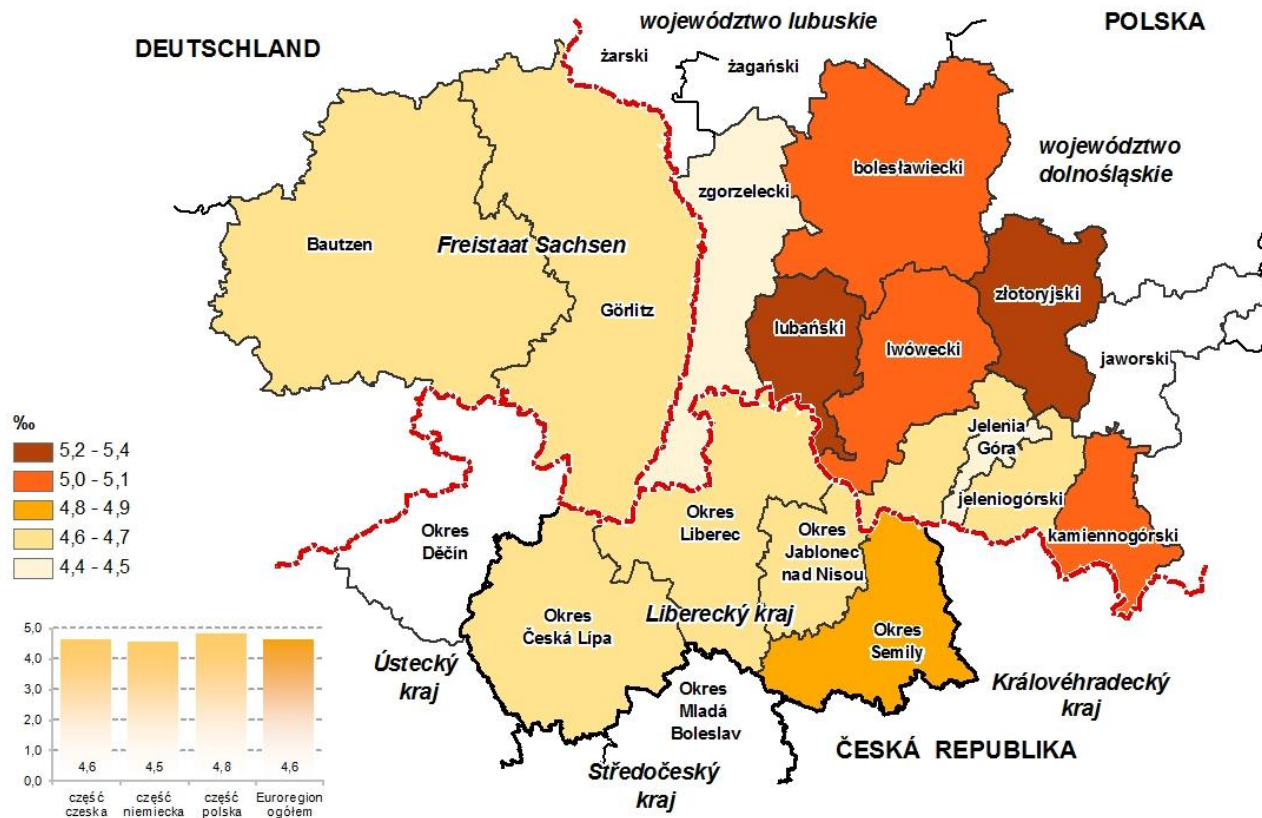 województwo lubuskie
POLSKA
DEUTSCHLAND
żarski
żagański
bolesławiecki
województwo
dolnośląskie
zgorzelecki
Bautzen
Freistaat Sachsen
złotoryjski
Görlitz
lubański
lwówecki
jaworski
‰
5,2 - 5,4
5,0 - 5,1
4,8 - 4,9
4,6 - 4,7
4,4 - 4,5
Jelenia
Góra
jeleniogórski
kamiennogórski
Okres
Děčín
Okres
Liberec
Okres
Jablonec
nad Nisou
Liberecký kraj
Okres
Česká Lípa
Okres
Semily
Ústecký
kraj
Okres
Mladá
Boleslav
Královéhradecký
kraj
ČESKÁ REPUBLIKA
Středočeský
kraj
5,0
4,0
3,0
2,0
1,0
0,0
4,6
4,5
4,8
4,6
część
czeska
część
niemiecka
część
polska
Euroregion
ogółem